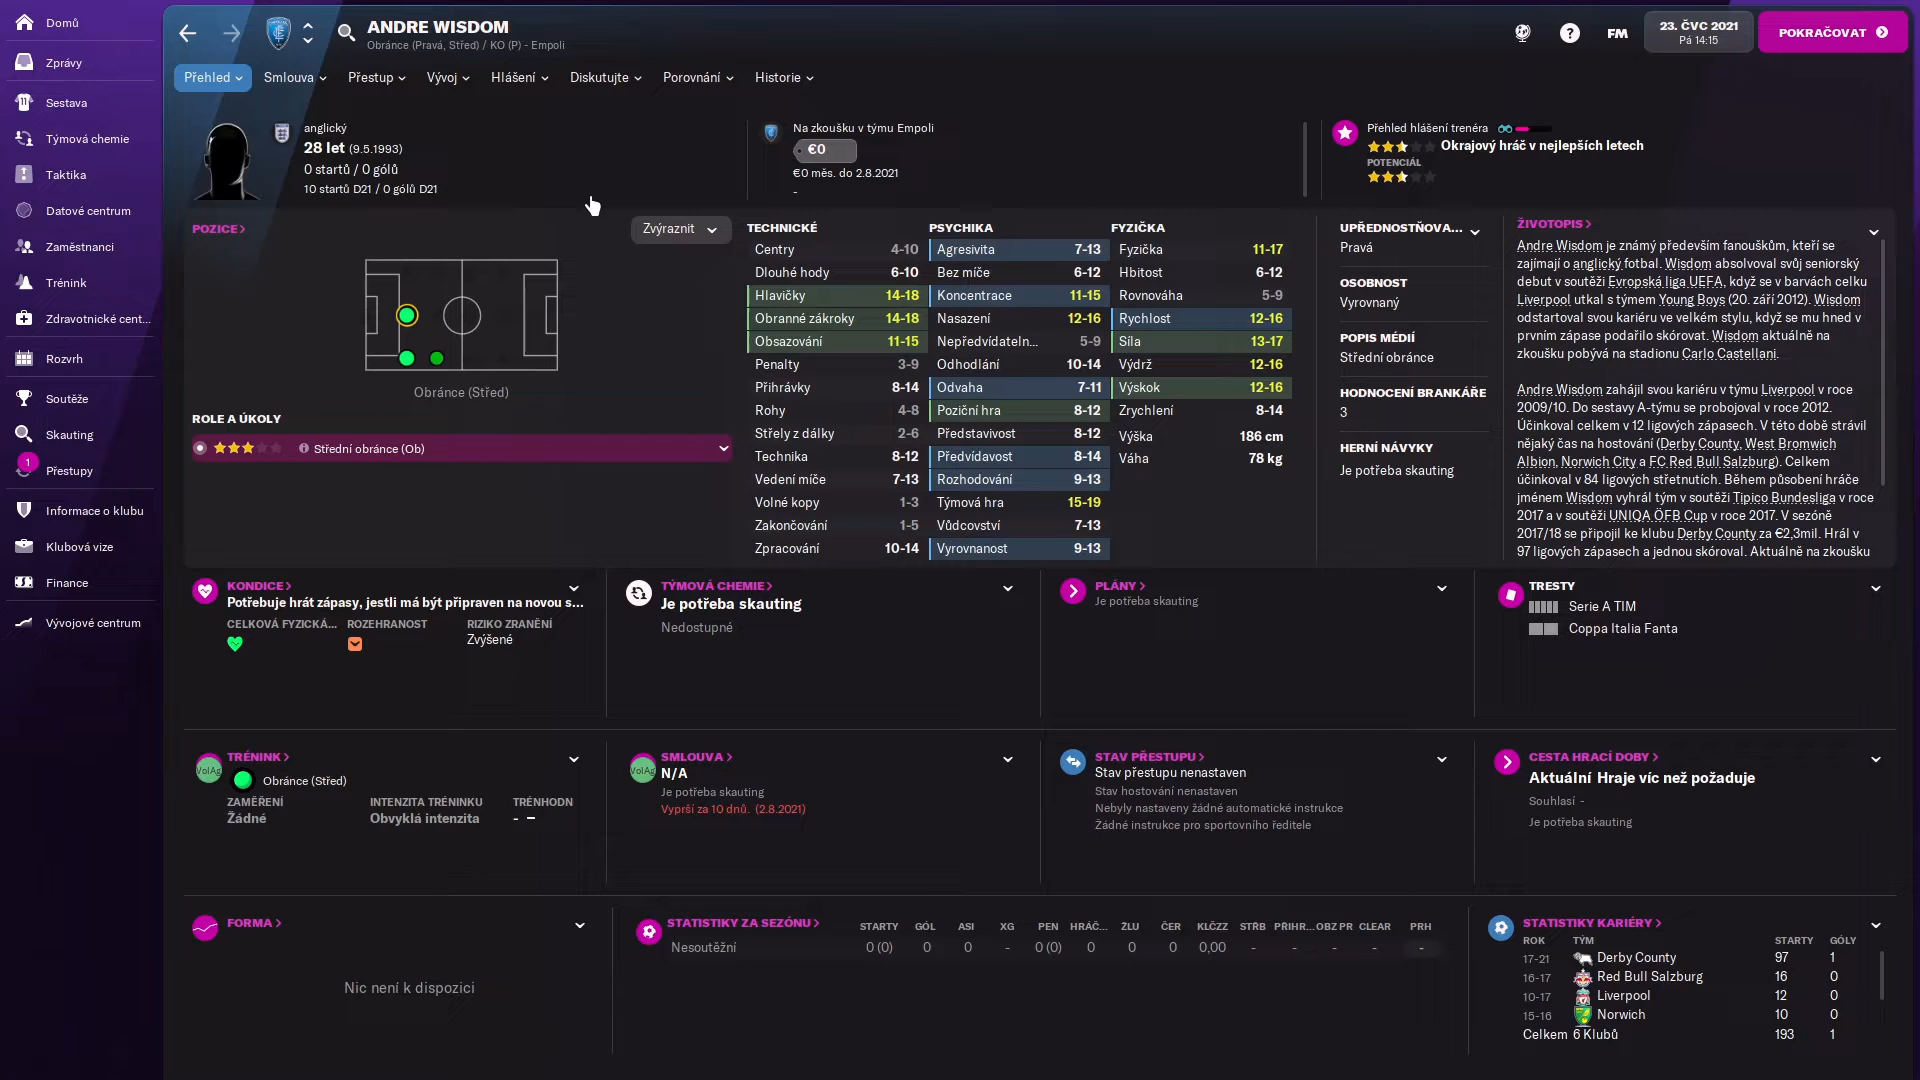 Domů
Zprávy
Sestava
Týmová chemie
Taktika
Datové centrum
Zaměstnanci
Trénink
Zdravotnické cent...
Rozvrh
Soutěže
Skauting
1
Přestupy
Informace o klubu
Klubová vize
Finance
Vývojové centrum
ANDRE WISDOM
Obránce (Pravá, Střed) / KO (P) - Empoli
FM
23. ČVC 2021
Pá 14:15
POKRAČOVAT
Přehled
Smlouva
Přestup
Vývoj
Hlášení
Diskutujte
Porovnání
Historie
anglický
28 let (9.5.1993)
0 startů / 0 gólů
10 startů D21 / 0 gólů D21
Na zkoušku v týmu Empoli
€0
€0 měs. do 2.8.2021
-
Přehled hlášení trenéra
Okrajový hráč v nejlepších letech
POTENCIÁL
POZICE
Zvýraznit
Obránce (Střed)
ROLE A ÚKOLY
Střední obránce (Ob)
TECHNICKÉ
Centry 4-10
Dlouhé hody 6-10
Hlavičky 14-18
Obranné zákroky 14-18
Obsazování 11-15
Penalty 3-9
Přihrávky 8-14
Rohy 4-8
Střely z dálky 2-6
Technika 8-12
Vedení míče 7-13
Volné kopy 1-3
Zakončování 1-5
Zpracování 10-14
PSYCHIKA
Agresivita 7-13
Bez míče 6-12
Koncentrace 11-15
Nasazení 12-16
Nepředvídateln... 5-9
Odhodlání 10-14
Odvaha 7-11
Poziční hra 8-12
Představivost 8-12
Předvídavost 8-14
Rozhodování 9-13
Týmová hra 15-19
Vůdcovství 7-13
Vyrovnanost 9-13
FYZIČKA
Fyzička 11-17
Hbitost 6-12
Rovnováha 5-9
Rychlost 12-16
Síla 13-17
Výdrž 12-16
Výskok 12-16
Zrychlení 8-14
Výška 186 cm
Váha 78 kg
UPŘEDNOSTŇOVA...
Pravá
OSOBNOST
Vyrovnaný
POPIS MÉDIÍ
Střední obránce
HODNOCENÍ BRANKÁŘE
3
HERNÍ NÁVYKY
Je potřeba skauting
ŽIVOTOPIS
Andre Wisdom je známý především fanouškům, kteří se
zajímají o anglický fotbal. Wisdom absolvoval svůj seniorský
debut v soutěži Evropská liga UEFA, když se v barvách celku
Liverpool utkal s týmem Young Boys (20. září 2012). Wisdom
odstartoval svou kariéru ve velkém stylu, když se mu hned v
prvním zápase podařilo skórovat. Wisdom aktuálně na
zkoušku pobývá na stadionu Carlo Castellani.
Andre Wisdom zahájil svou kariéru v týmu Liverpool v roce
2009/10. Do sestavy A-týmu se probojoval v roce 2012.
Účinkoval celkem v 12 ligových zápasech. V této době strávil
nějaký čas na hostování (Derby County, West Bromwich
Albion, Norwich City a FC Red Bull Salzburg). Celkem
účinkoval v 84 ligových střetnutích. Během působení hráče
jménem Wisdom vyhrál tým v soutěži Tipico Bundesliga v roce
2017 a v soutěži UNIQA ÖFB Cup v roce 2017. V sezóně
2017/18 se připojil ke klubu Derby County za €2,3mil. Hrál v
97 ligových zápasech a jednou skóroval. Aktuálně na zkoušku
KONDICE
Potřebuje hrát zápasy, jestli má být připraven na novou s...
CELKOVÁ FYZICKÁ... ROZEHRANOST RIZIKO ZRANĚNÍ
Zvýšené
TÝMOVÁ CHEMIE
Je potřeba skauting
Nedostupné
PLÁNY
Je potřeba skauting
TRESTY
Serie A TIM
Coppa Italia Fanta
TRÉNINK
VolAg
Obránce (Střed)
ZAMĚŘENÍ INTENZITA TRÉNINKU TRÉNHODN
Žádné Obvyklá intenzita -
SMLOUVA
VolAg
N/A
Je potřeba skauting
Vyprší za 10 dnů. (2.8.2021)
STAV PŘESTUPU
Stav přestupu nenastaven
Stav hostování nenastaven
Nebyly nastaveny žádné automatické instrukce
Žádné instrukce pro sportovního ředitele
CESTA HRACÍ DOBY
Aktuální Hraje víc než požaduje
Souhlasí -
Je potřeba skauting
FORMA
Nic není k dispozici
STATISTIKY ZA SEZÓNU STARTY GÓL ASI XG PEN HRÁČ... ŽLU ČER KLČZZ STŘB PŘIHR... OBZ PR CLEAR PRH
Nesoutěžní 0 (0) 0 0 - 0 (0) 0 0 0 0,00 - - - - -
STATISTIKY KARIÉRY
ROK TÝM STARTY GÓLY
17-21 Derby County 97 1
16-17 Red Bull Salzburg 16 0
10-17 Liverpool 12 0
15-16 Norwich 10 0
Celkem 6 Klubů 193 1